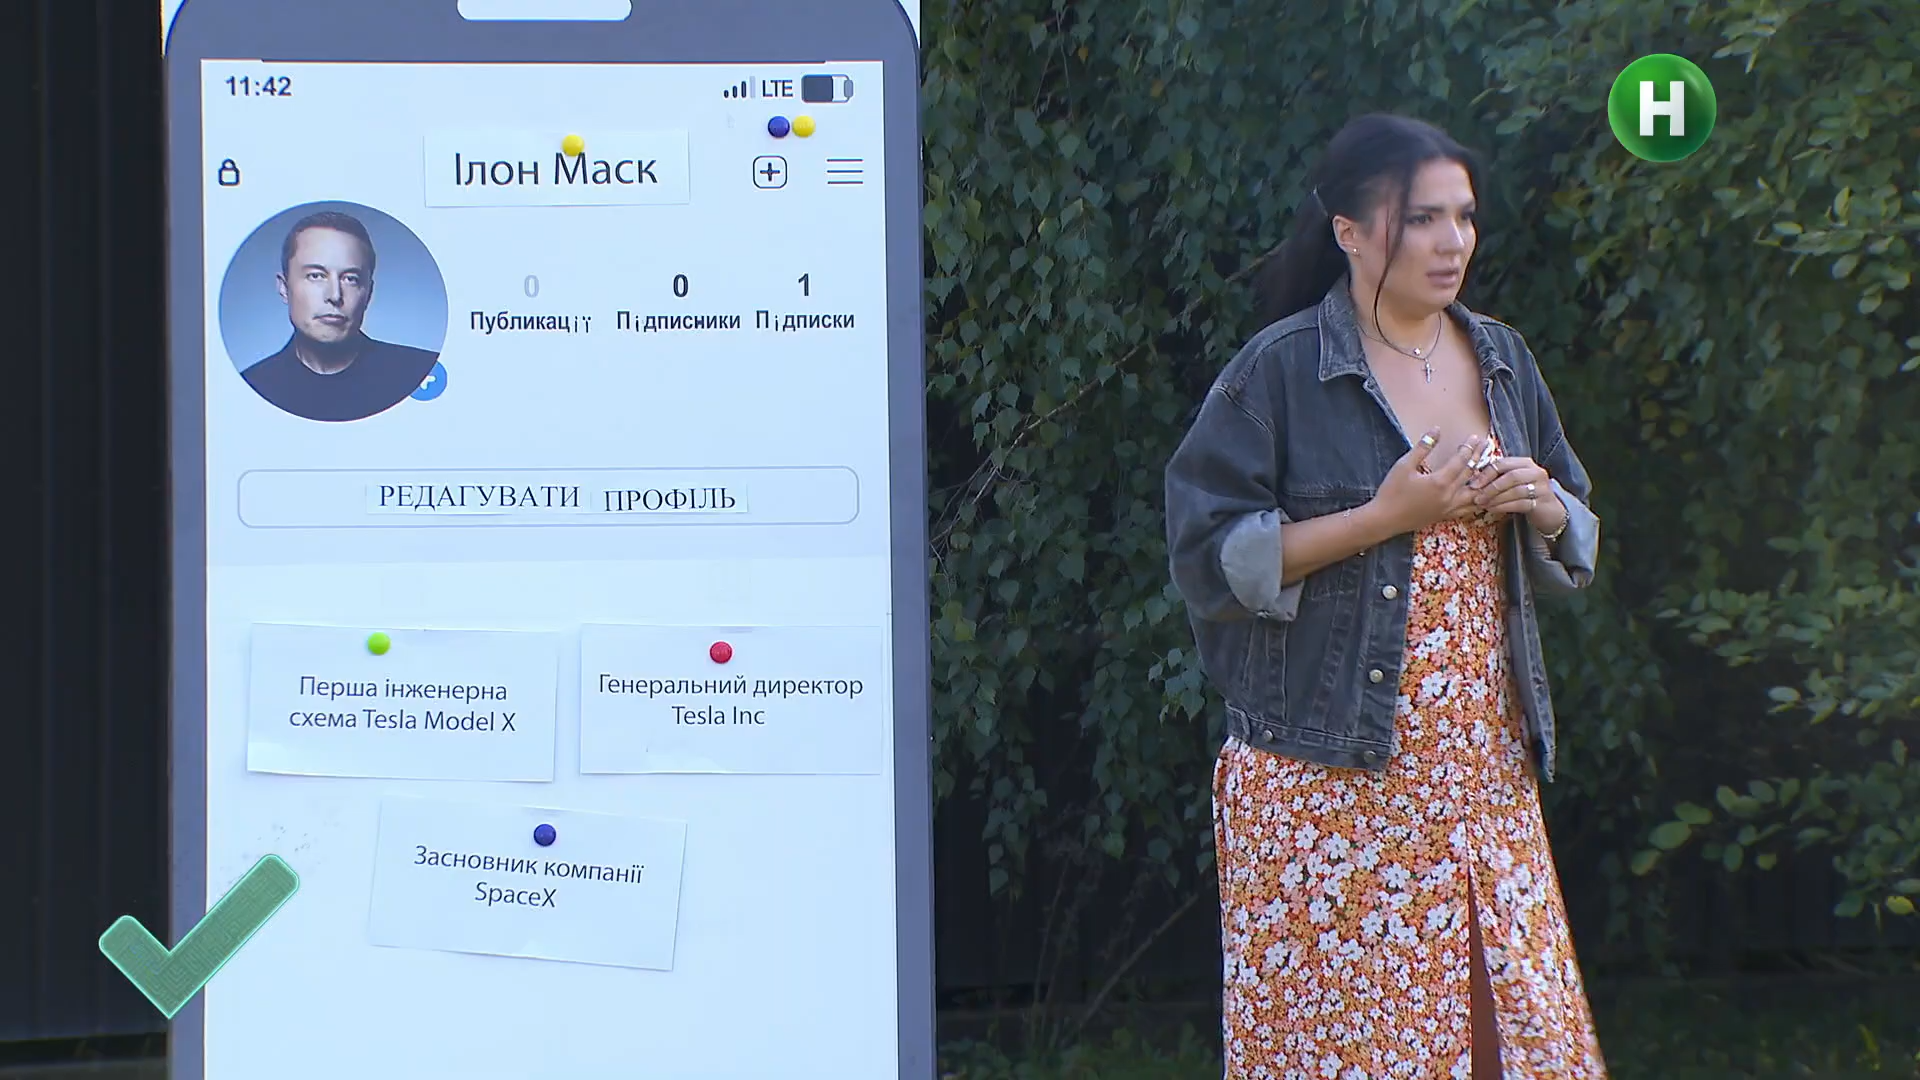 11:42
LTE
Ілон Маск
0
0
1
Публикації
Підписники
Підписки
РЕДАГУВАТИ ПРОФІЛЬ
Перша інженерна
схема Tesla Model X
Генеральний директор
Tesla Inc
Засновник компанії
SpaceX
Н